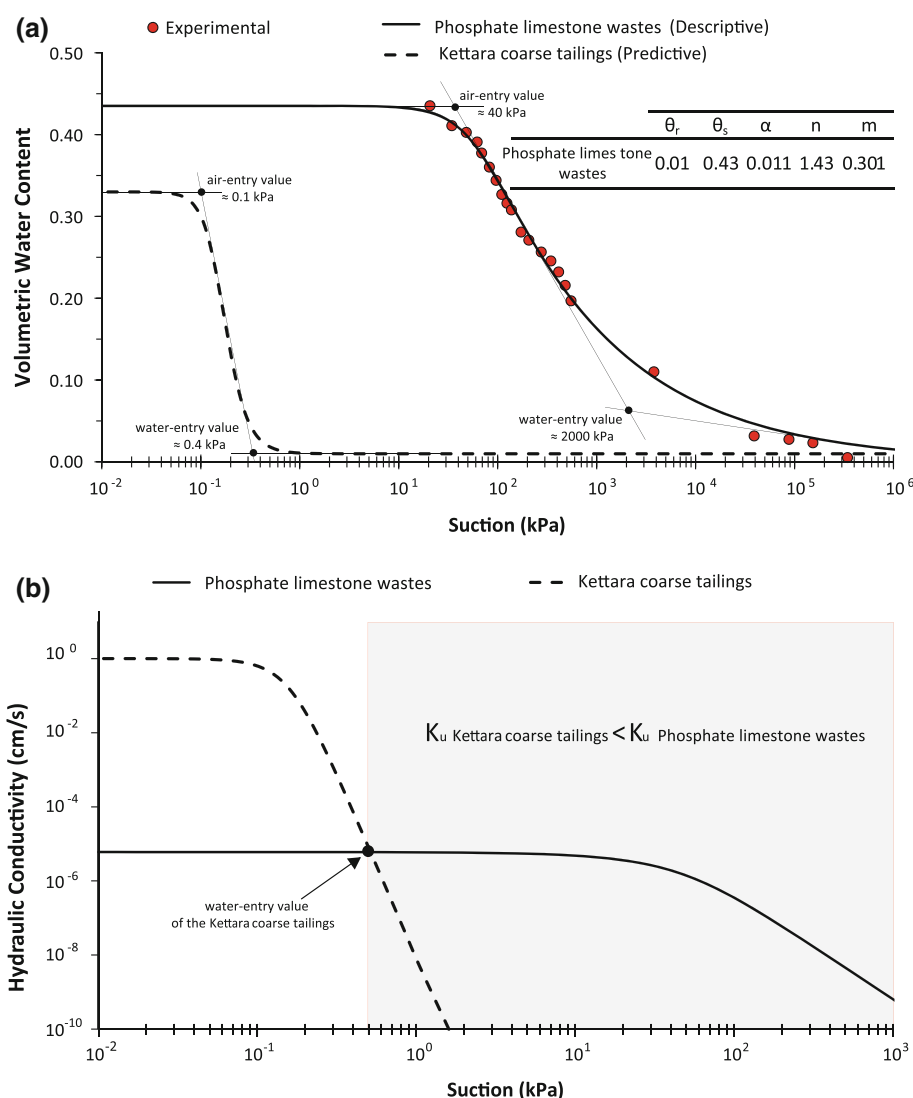 (a)
Experimental
Phosphate limestone wastes (Descriptive)
Kettara coarse tailings (Predictive)
0.50
0.40
0.30
0.20
0.10
0.00
Volumetric Water Content
air-entry value
≈ 40 kPa
air-entry value
≈ 0.1 kPa
water-entry value
≈ 0.4 kPa
water-entry value
≈ 2000 kPa
θr θs α n m
Phosphate limes tone
wastes
0.01 0.43 0.011 1.43 0.301
10-2 10-1 100 101 102 103 104 105 106
Suction (kPa)
(b)
Phosphate limestone wastes
Kettara coarse tailings
100
10-2
10-4
10-6
10-8
10-10
Hydraulic Conductivity (cm/s)
Ku Kettara coarse tailings < Ku Phosphate limestone wastes
water-entry value
of the Kettara coarse tailings
10-2 10-1 100 101 102 103
Suction (kPa)